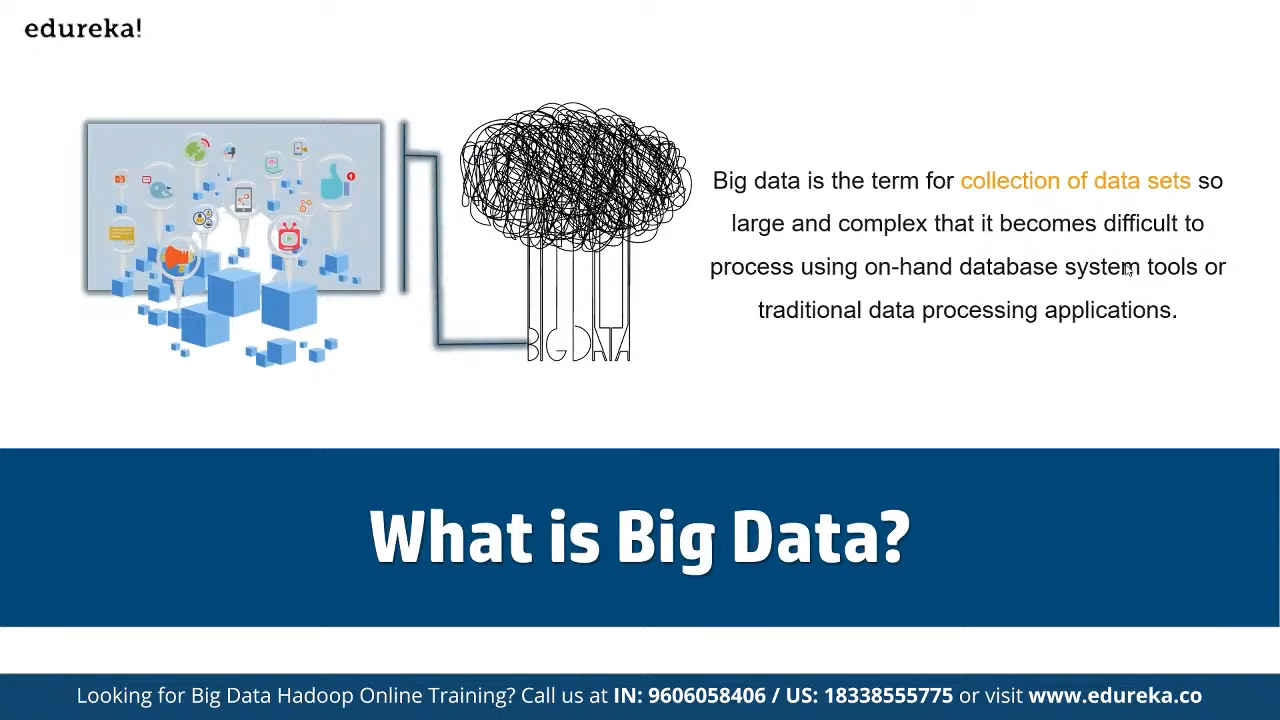 edureka!
Big data is the term for collection of data sets so
large and complex that it becomes difficult to
process using on-hand database system tools or
traditional data processing applications.
BIG DATA
What is Big Data?
Looking for Big Data Hadoop Online Training? Call us at IN: 9606058406 / US: 18338555775 or visit www.edureka.co